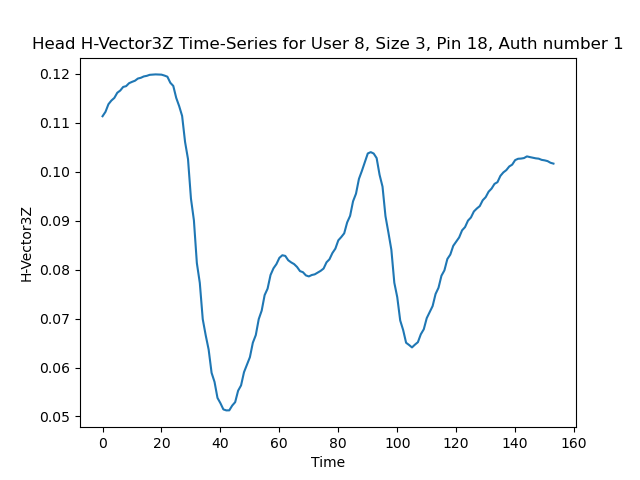 Head H-Vector3Z Time-Series for User 8, Size 3, Pin 18, Auth number 1
0.12
0.11
0.10
0.09
0.08
0.07
0.06
0.05
H-Vector3Z
0 20 40 60 80 100 120 140 160
Time